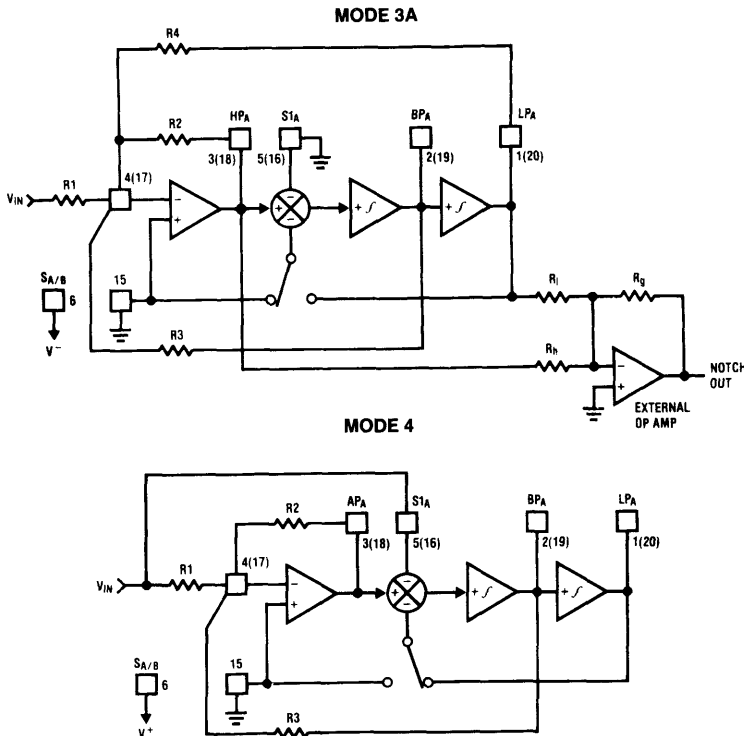 MODE 3A
R4
R2
HPA
S1A
BPA
LPA
3(18)
5(16)
2(19)
1(20)
VIN
R1
4(17)
SA/B
6
V−
15
R3
Rl
Rg
Rh
NOTCH
OUT
EXTERNAL
OP AMP
MODE 4
R2
APA
S1A
BPA
LPA
3(18)
5(16)
2(19)
1(20)
VIN
R1
4(17)
SA/B
6
V+
15
R3